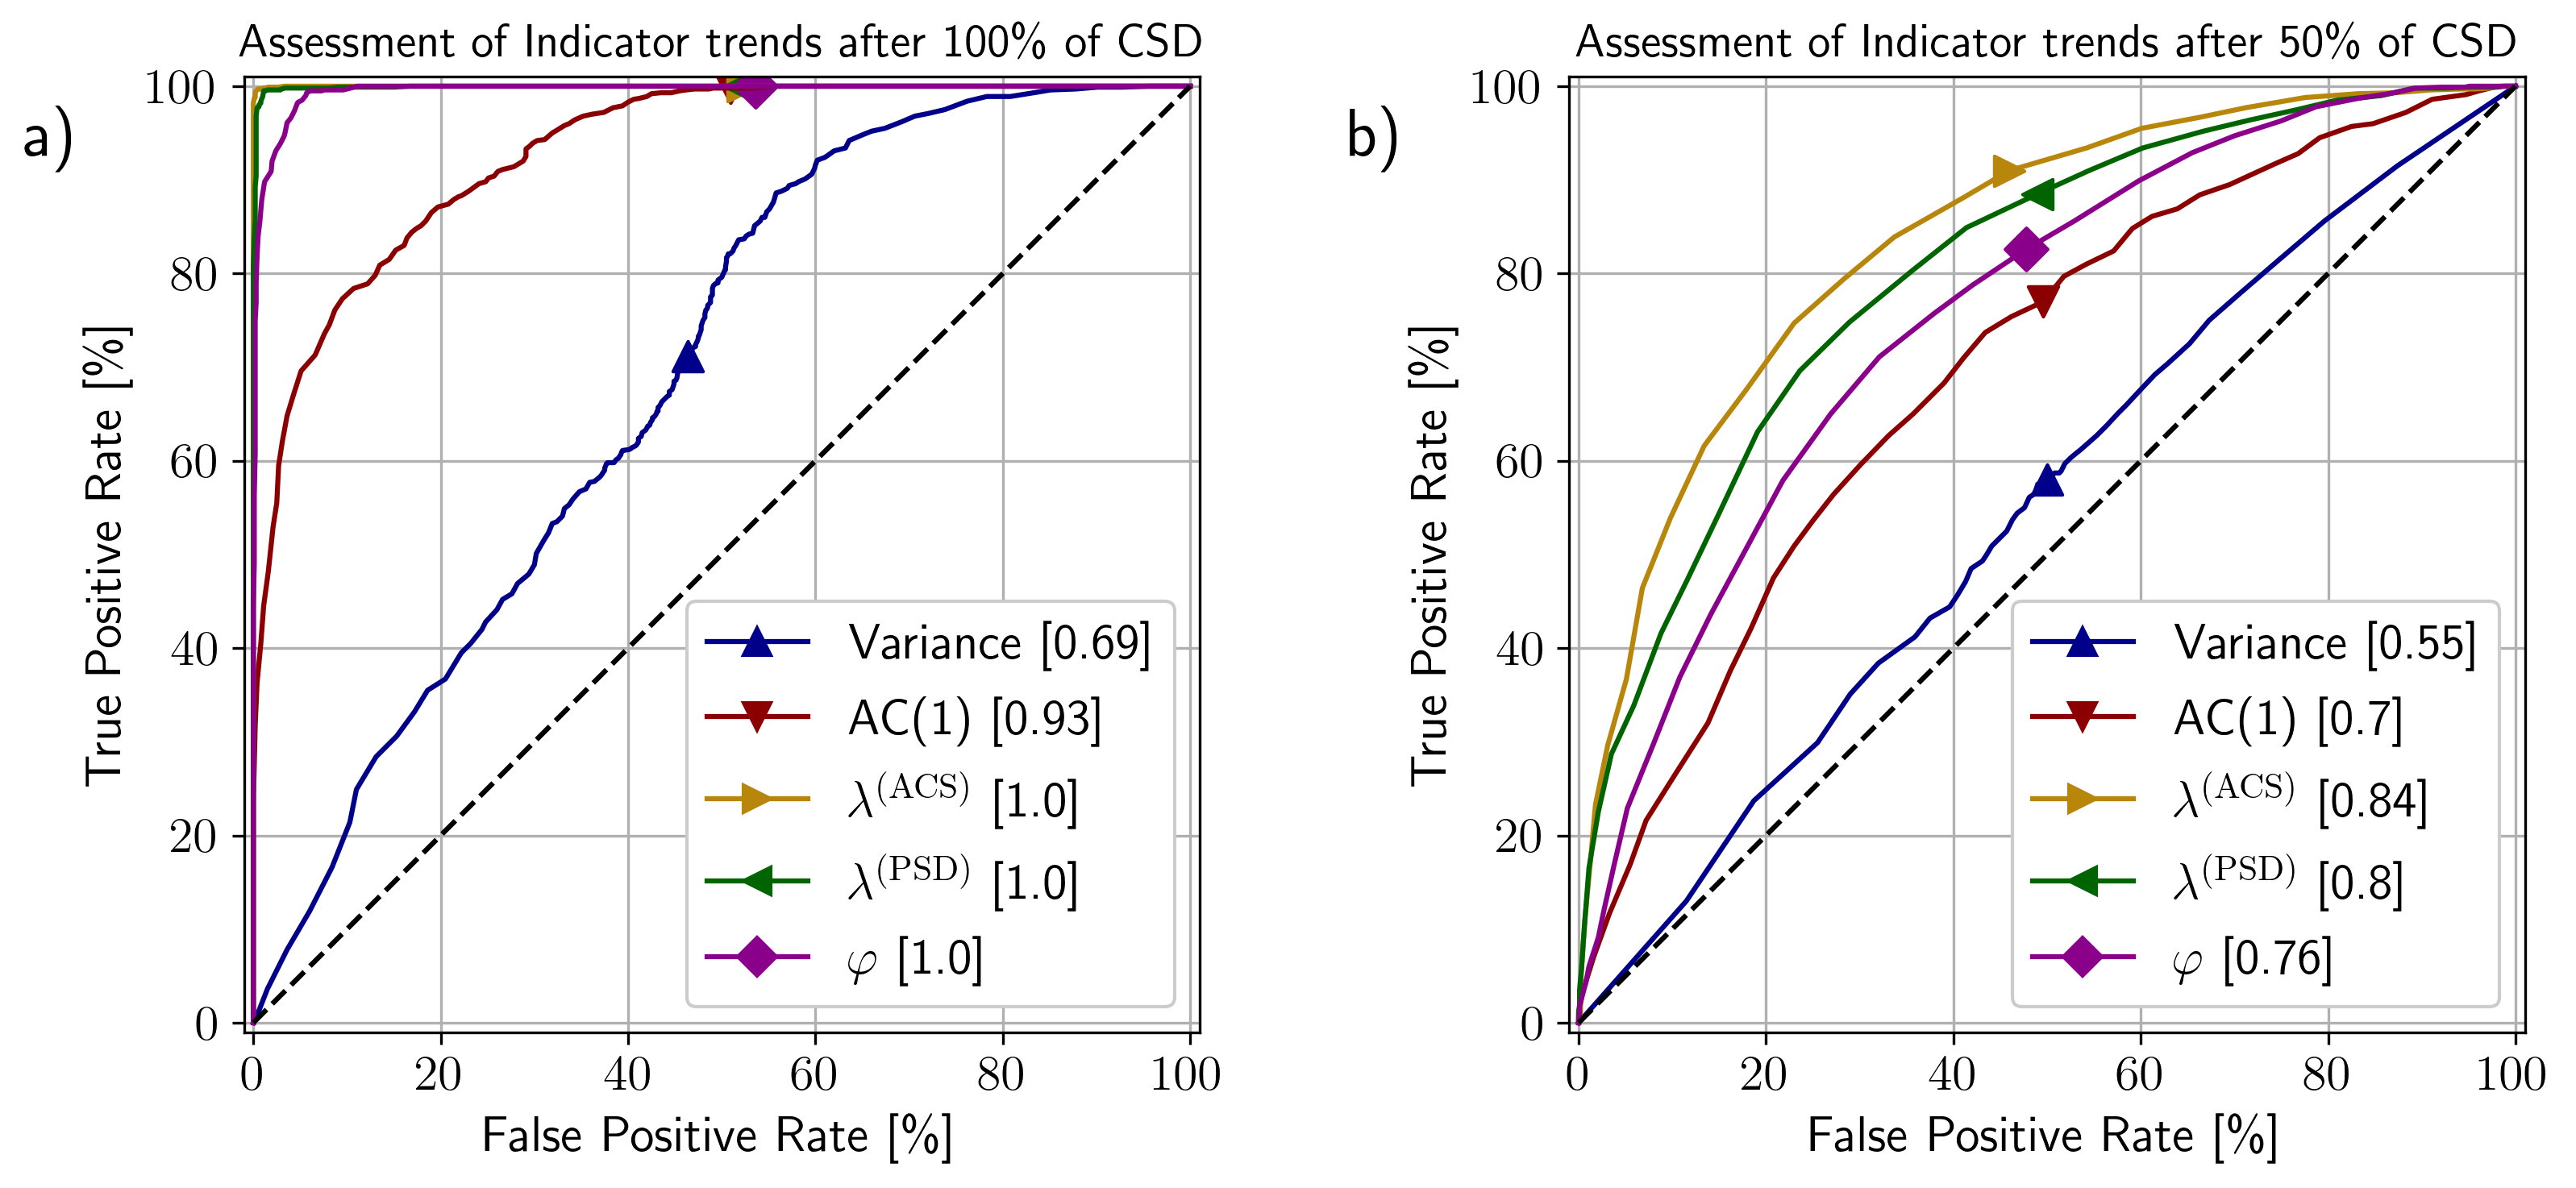 Assessment of Indicator trends after 100% of CSD
a)
True Positive Rate [%]
100
80
60
40
20
0
0 20 40 60 80 100
False Positive Rate [%]
Variance [0.69]
AC(1) [0.93]
λ(ACS) [1.0]
λ(PSD) [1.0]
φ [1.0]
Assessment of Indicator trends after 50% of CSD
b)
True Positive Rate [%]
100
80
60
40
20
0
0 20 40 60 80 100
False Positive Rate [%]
Variance [0.55]
AC(1) [0.7]
λ(ACS) [0.84]
λ(PSD) [0.8]
φ [0.76]